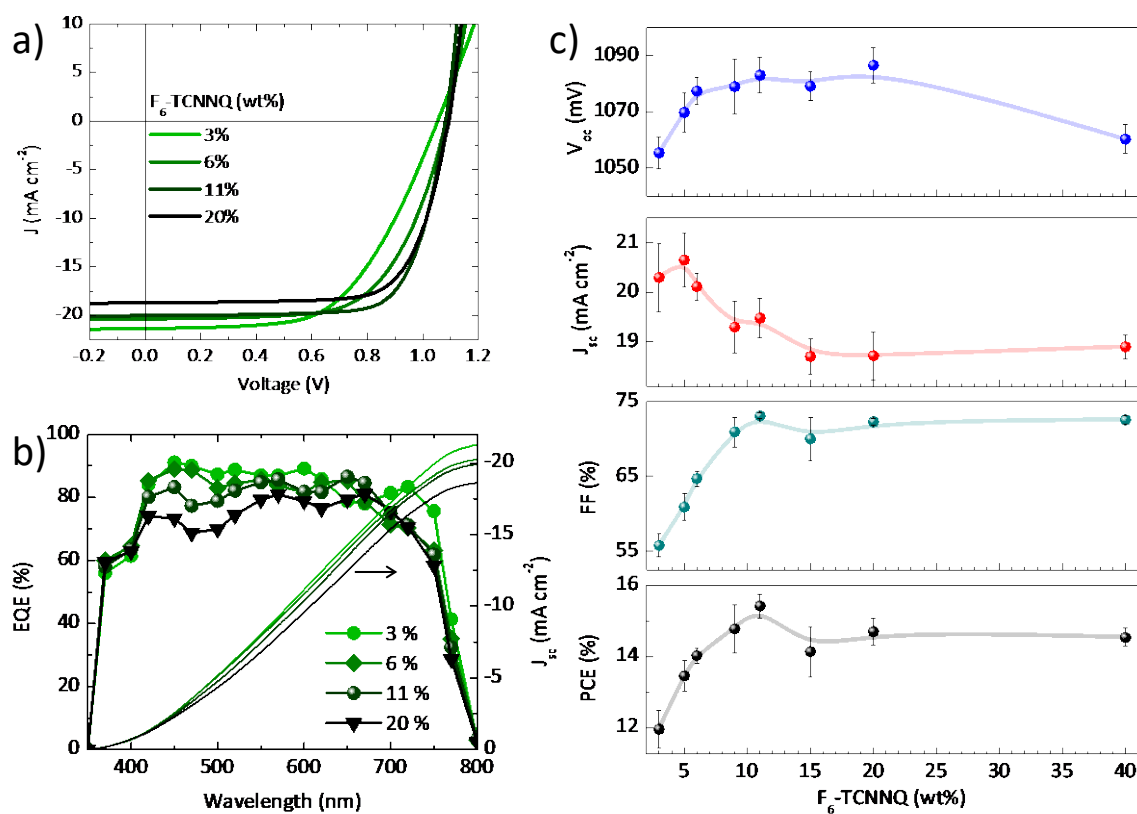 a)
10
5
0
-5
-10
-15
-20
J (mA cm-2)
F6-TCNNQ (wt%)
3%
6%
11%
20%
-0.2 0.0 0.2 0.4 0.6 0.8 1.0 1.2
Voltage (V)
b)
100
80
60
40
20
0
EQE (%)
-20
-15
-10
-5
0
Jsc (mA cm-2)
3 %
6 %
11 %
20 %
400 500 600 700 800
Wavelength (nm)
c)
1090
1070
1050
Voc (mV)
21
20
19
Jsc (mA cm-2)
75
65
55
FF (%)
16
14
12
PCE (%)
5 10 15 20 25 30 35 40
F6-TCNNQ (wt%)